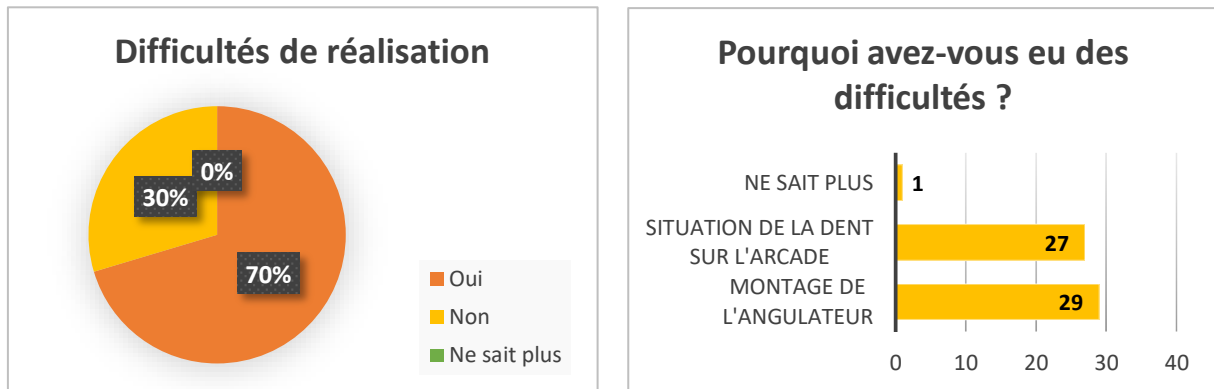 Difficultés de réalisation
0%
30%
70%
Oui
Non
Ne sait plus
Pourquoi avez-vous eu des
difficultés ?
NE SAIT PLUS
1
SITUATION DE LA DENT
SUR L'ARCADE
27
MONTAGE DE
L'ANGULATEUR
29
0 10 20 30 40